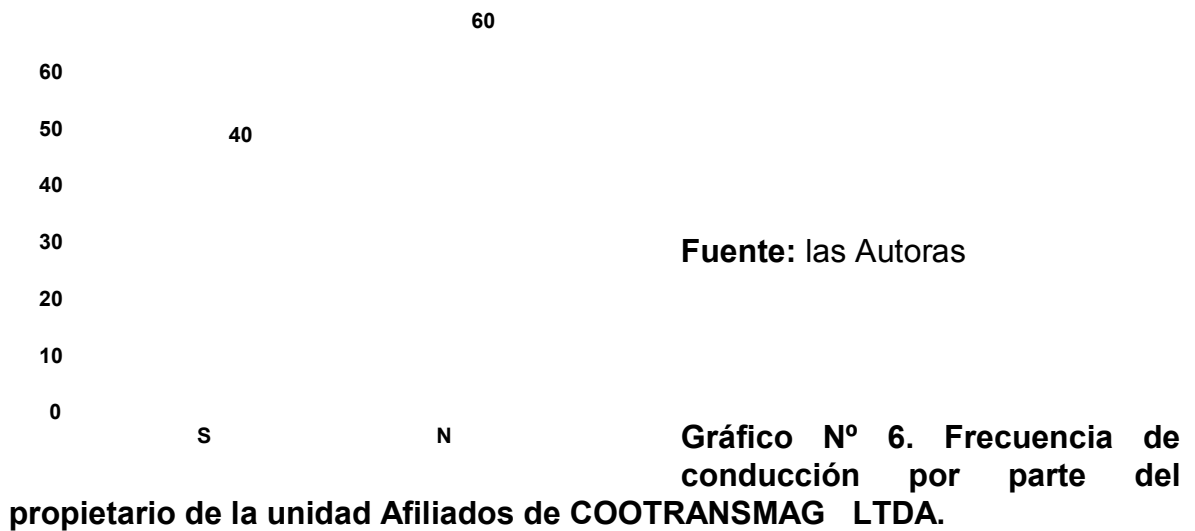 60
60
50
40
40
30
Fuente: las Autoras
20
10
0
S N
Gráfico Nº 6. Frecuencia de
conducción por parte del
propietario de la unidad Afiliados de COOTRANSMAG LTDA.